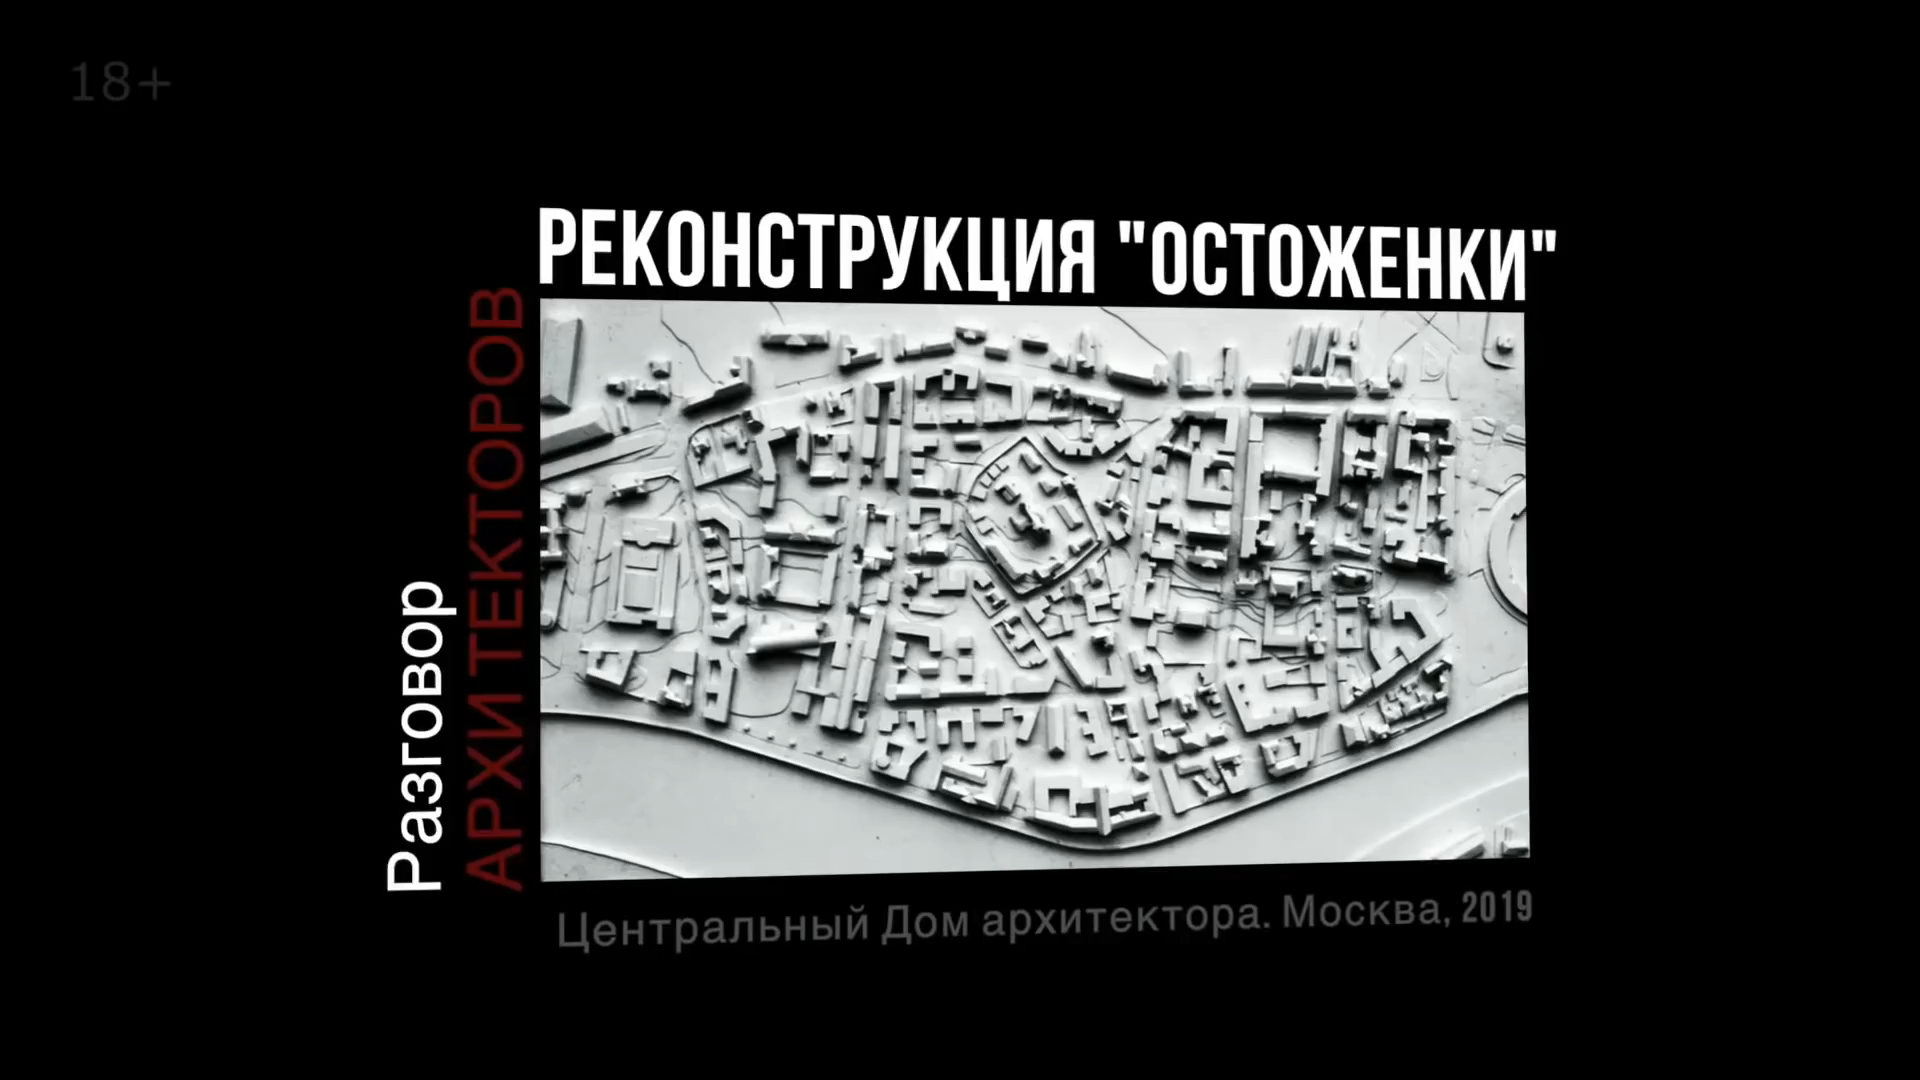 18+
РЕКОНСТРУКЦИЯ "ОСТОЖЕНКИ"
Разговор
АРХИТЕКТОРОВ
Центральный Дом архитектора. Москва, 2019